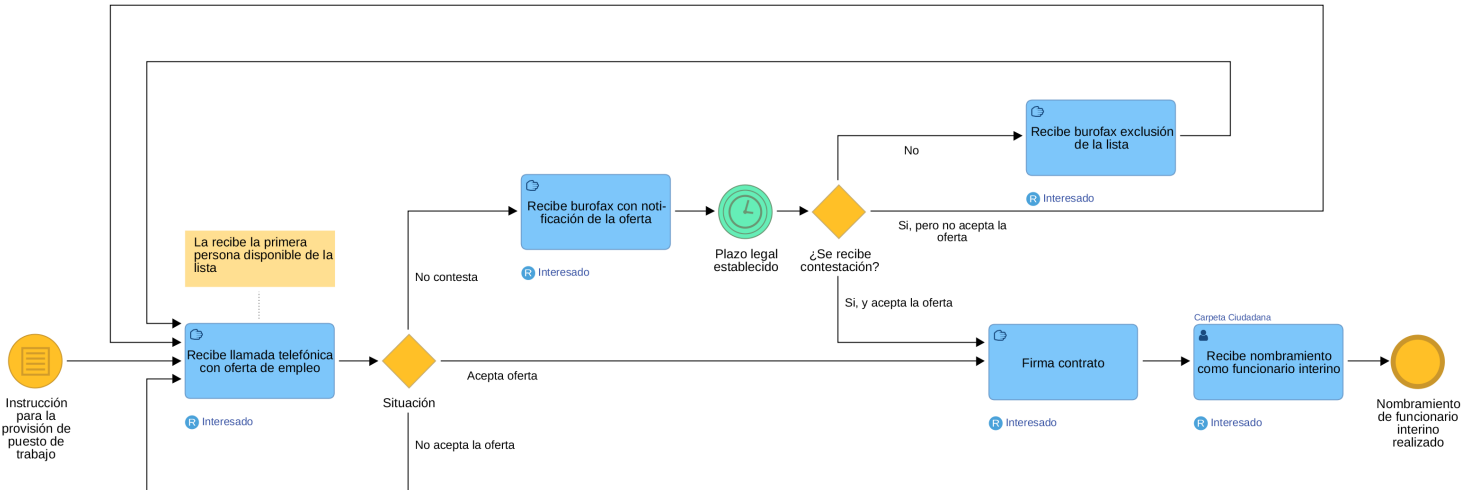 Recibe burofax exclusión
de la lista
R Interesado
No
Recibe burofax con noti-
ficación de la oferta
R Interesado
Plazo legal
establecido
¿Se recibe
contestación?
Si, pero no acepta la
oferta
La recibe la primera
persona disponible de la
lista
No contesta
Si, y acepta la oferta
Instrucción
para la
provisión de
puesto de
trabajo
Recibe llamada telefónica
con oferta de empleo
R Interesado
Situación
Acepta oferta
No acepta la oferta
Firma contrato
R Interesado
Carpeta Ciudadana
Recibe nombramiento
como funcionario interino
R Interesado
Nombramiento
de funcionario
interino
realizado